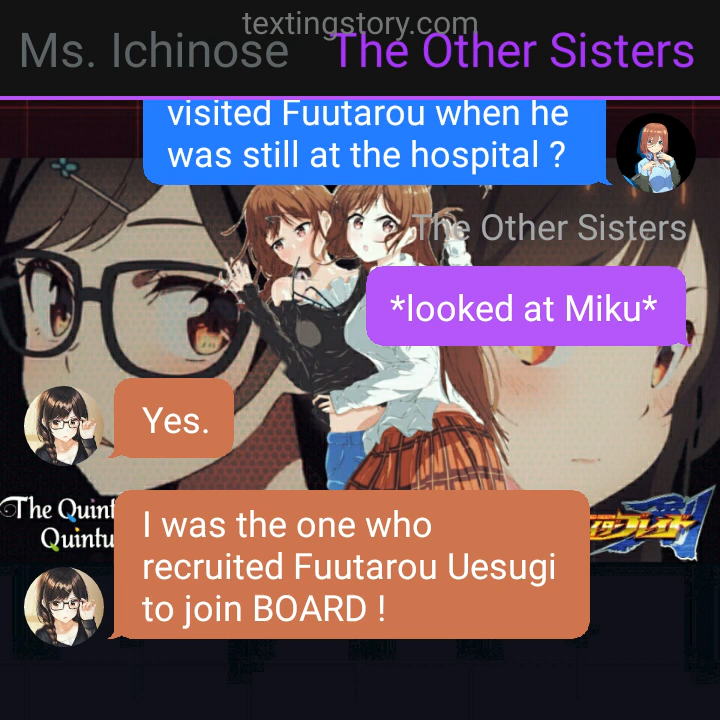 textingstory.com
Ms. Ichinose
The Other Sisters
visited Fuutarou when he
was still at the hospital ?
The Other Sisters
*looked at Miku*
Yes.
The Quint
Quintu
I was the one who
recruited Fuutarou Uesugi
to join BOARD !